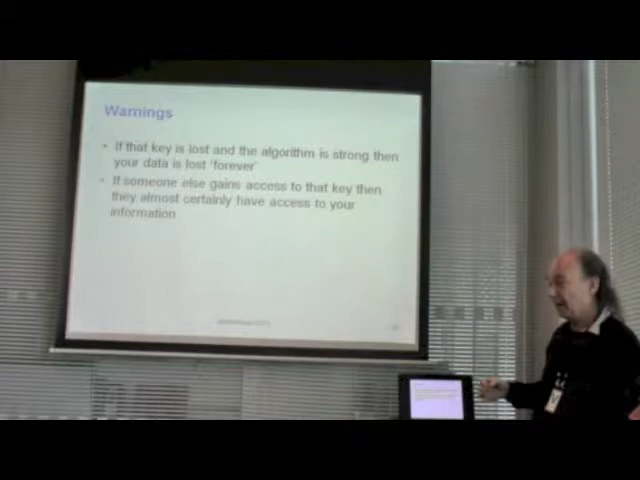 Warnings
• If that key is lost and the algorithm is strong then
your data is lost 'forever'
• If someone else gains access to that key then
they almost certainly have access to your
information